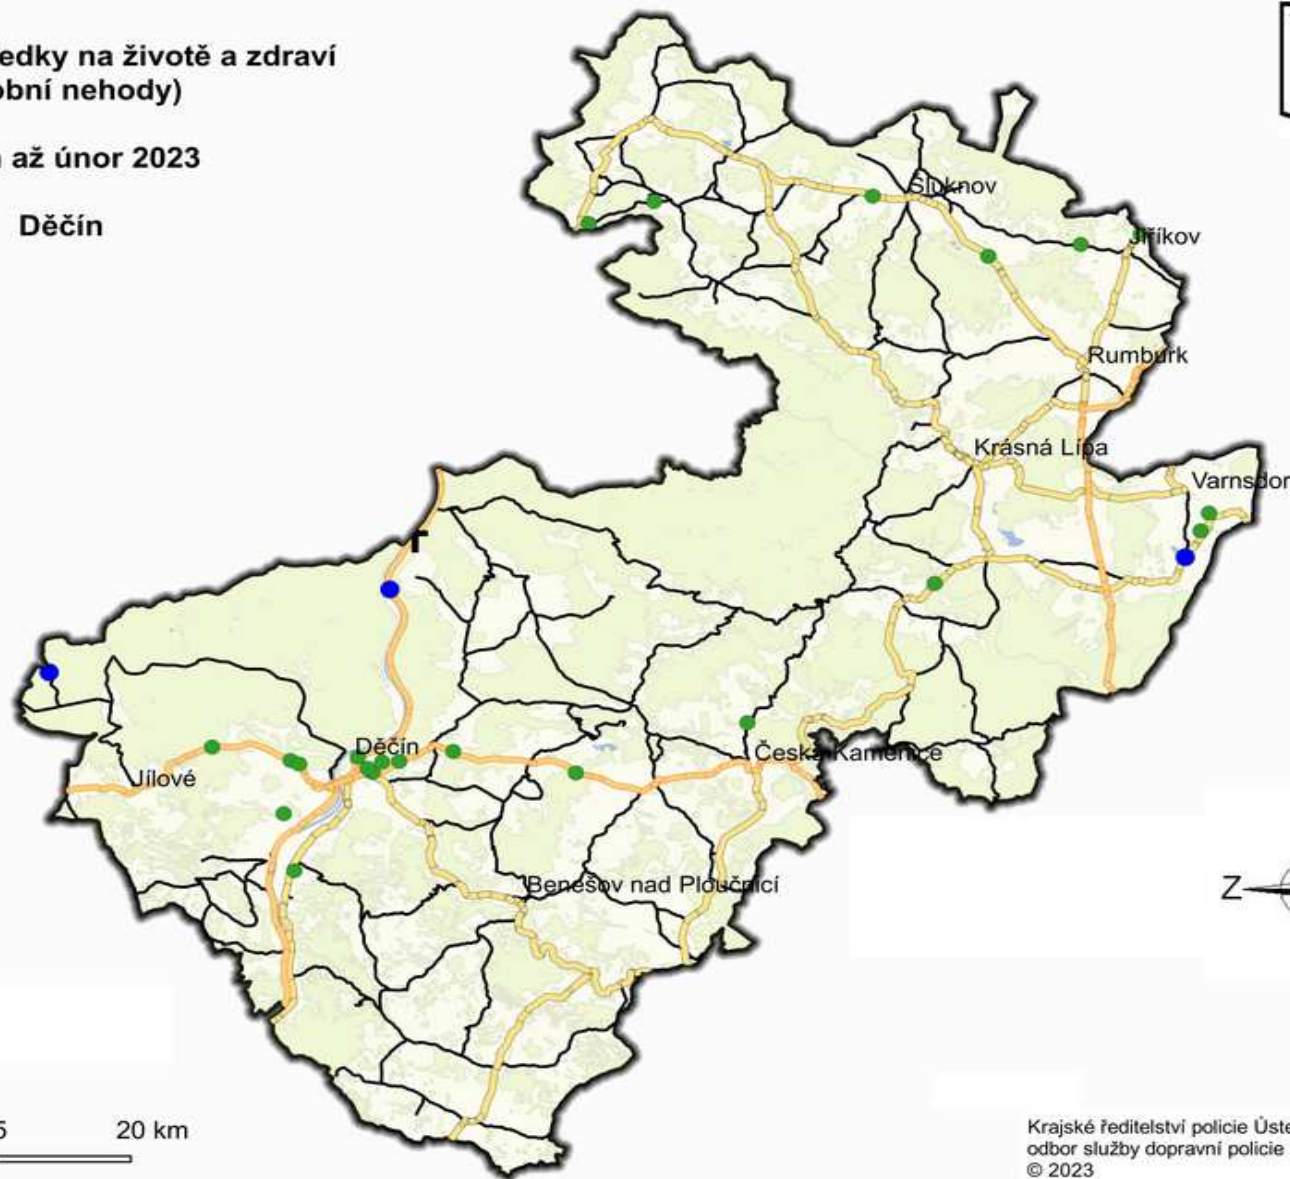 edky na životě a zdraví
obní nehody)
až únor 2023
Děčín
Šluknov
Jiříkov
Rumburk
Krásná Lípa
Varnsdor
Děčín
Česká Kamenice
Jílové
Benešov nad Ploučnicí
Z
5
20 km
Krajské ředitelství policie Úste
odbor služby dopravní policie
© 2023